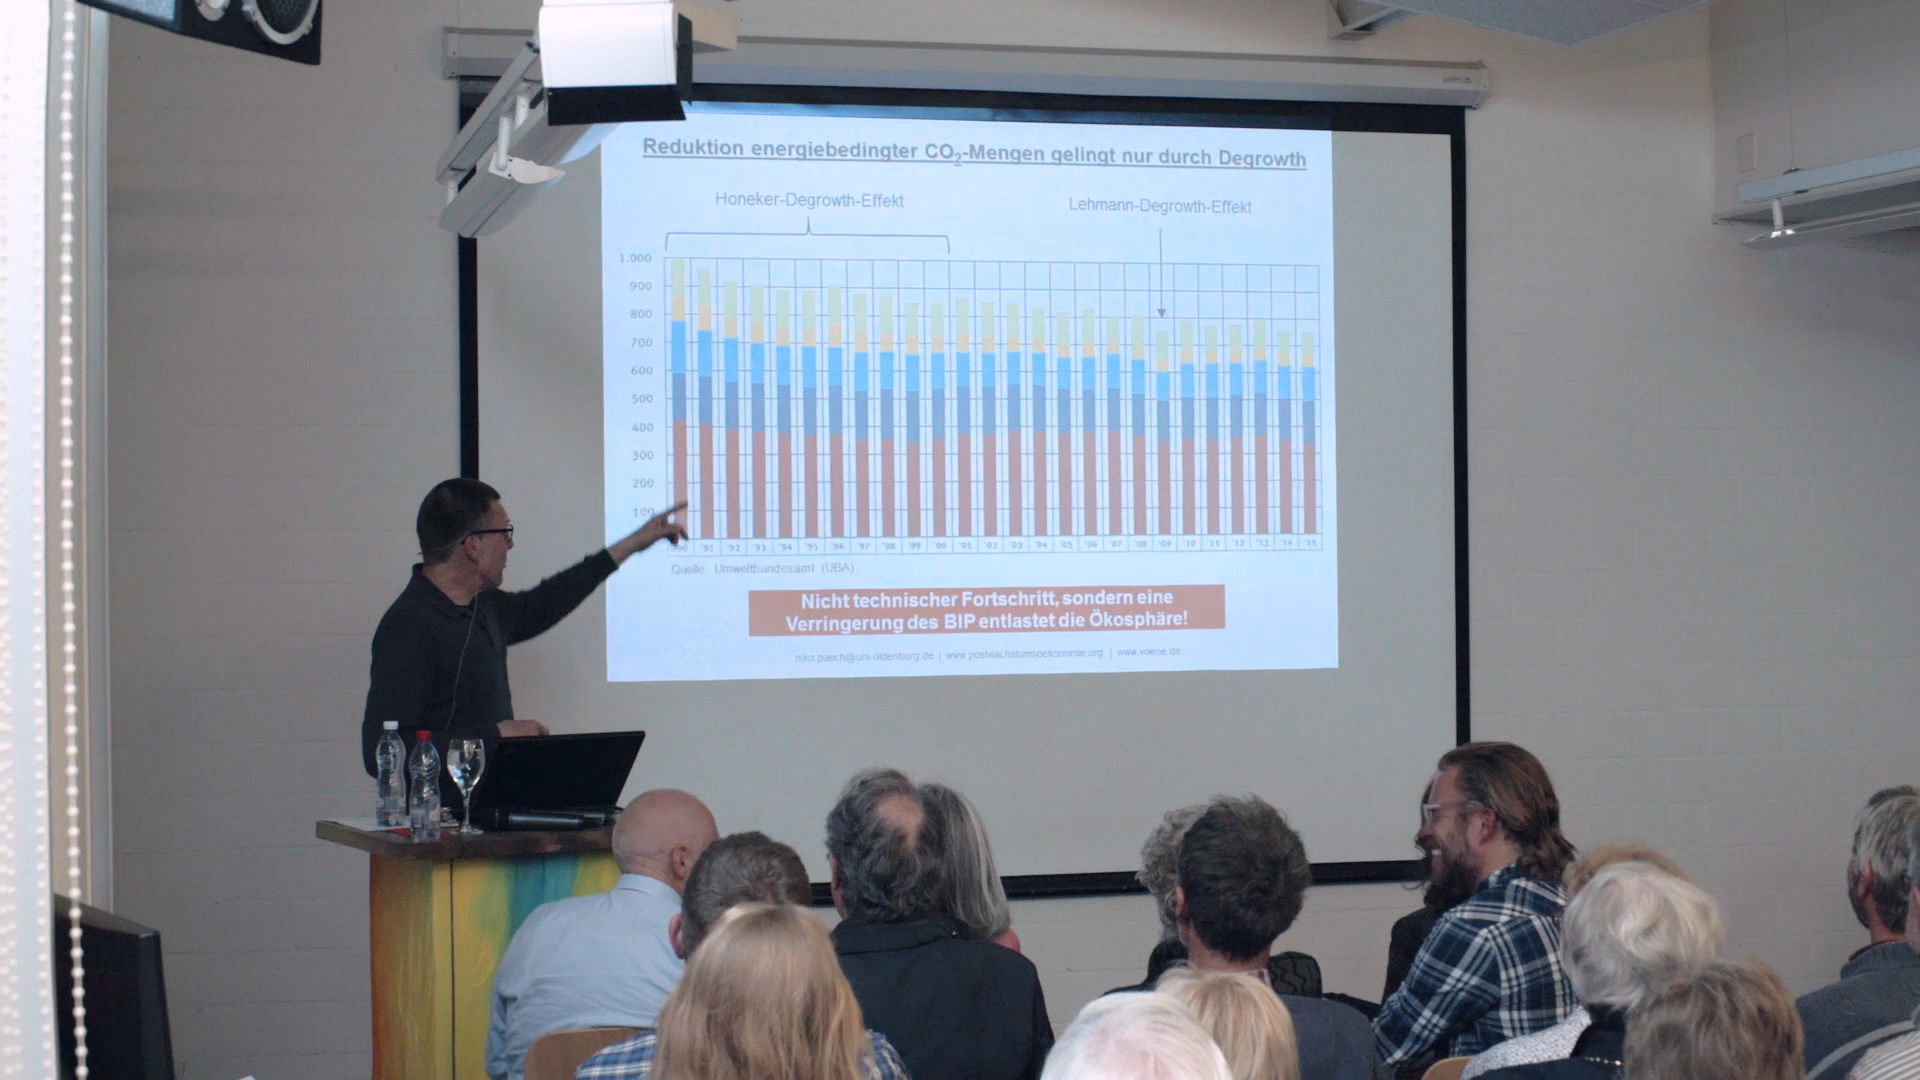 Reduktion energiebedingter CO₂-Mengen gelingt nur durch Degrowth
Honeker-Degrowth-Effekt
Lehmann-Degrowth-Effekt
1.000
900
800
700
600
500
400
300
200
100
'90 '91 '92 '93 '94 '95 '96 '97 '98 '99 '00 '01 '02 '03 '04 '05 '06 '07 '08 '09 '10 '11 '12 '13 '14 '15
Quelle: Umweltbundesamt (UBA)
Nicht technischer Fortschritt, sondern eine
Verringerung des BIP entlastet die Ökosphäre!
niko.paech@uni-oldenburg.de | www.postwachstumsoekonomie.org | www.voeoe.de